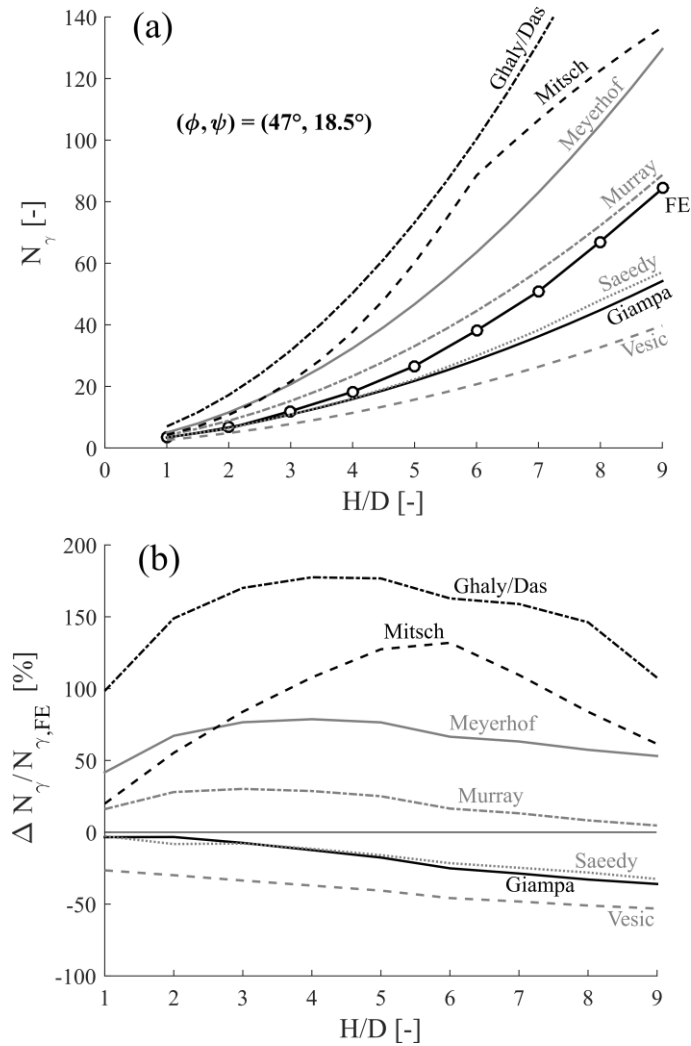 (a)
140
120
100
80
60
40
20
0
N_γ [-]
(ϕ, ψ) = (47°, 18.5°)
Ghaly/Das
Mitsch
Meyerhof
Murray
FE
Saeedy
Giampa
Vesic
0 1 2 3 4 5 6 7 8 9
H/D [-]
(b)
200
150
100
50
0
-50
-100
Δ N_γ/N_γ,FE [%]
Ghaly/Das
Mitsch
Meyerhof
Murray
Saeedy
Giampa
Vesic
1 2 3 4 5 6 7 8 9
H/D [-]